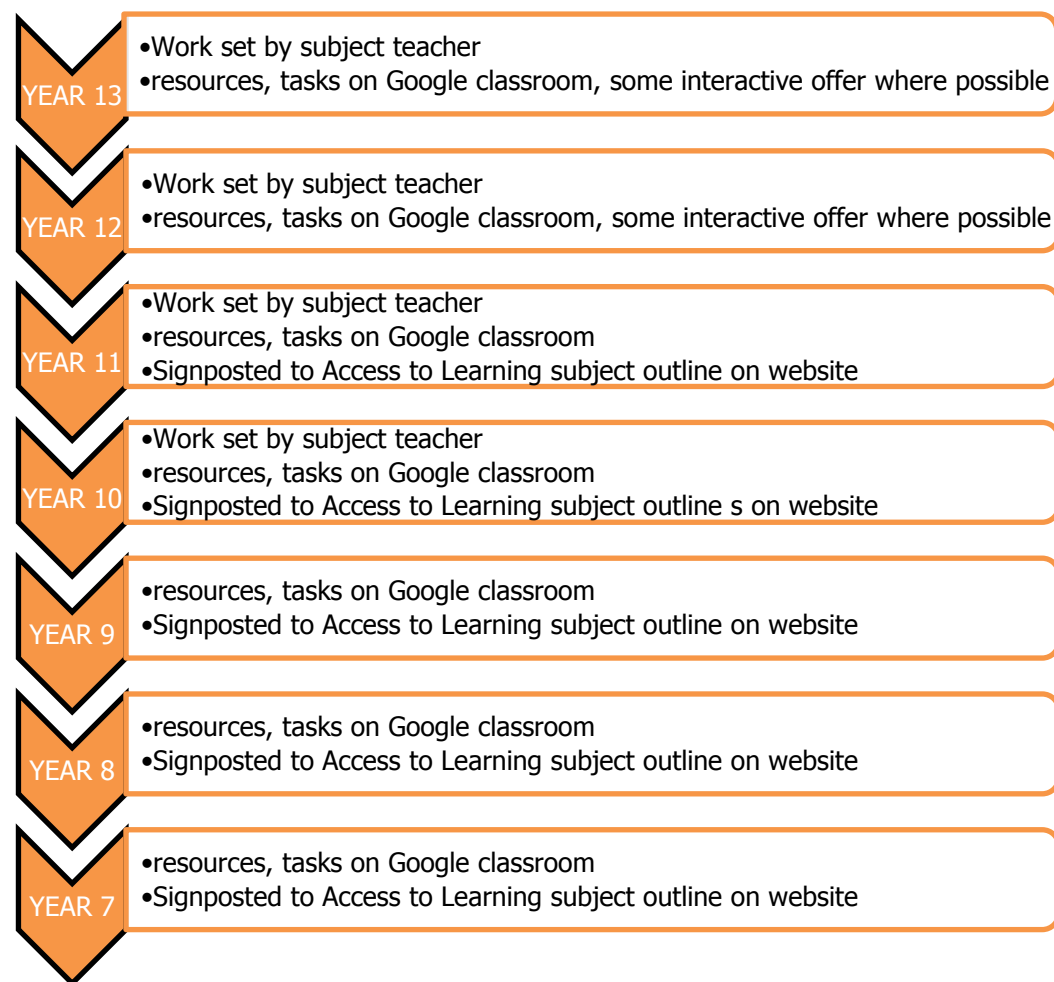 YEAR 13
•Work set by subject teacher
•resources, tasks on Google classroom, some interactive offer where possible
YEAR 12
•Work set by subject teacher
•resources, tasks on Google classroom, some interactive offer where possible
YEAR 11
•Work set by subject teacher
•resources, tasks on Google classroom
•Signposted to Access to Learning subject outline on website
YEAR 10
•Work set by subject teacher
•resources, tasks on Google classroom
•Signposted to Access to Learning subject outline s on website
YEAR 9
•resources, tasks on Google classroom
•Signposted to Access to Learning subject outline on website
YEAR 8
•resources, tasks on Google classroom
•Signposted to Access to Learning subject outline on website
YEAR 7
•resources, tasks on Google classroom
•Signposted to Access to Learning subject outline on website